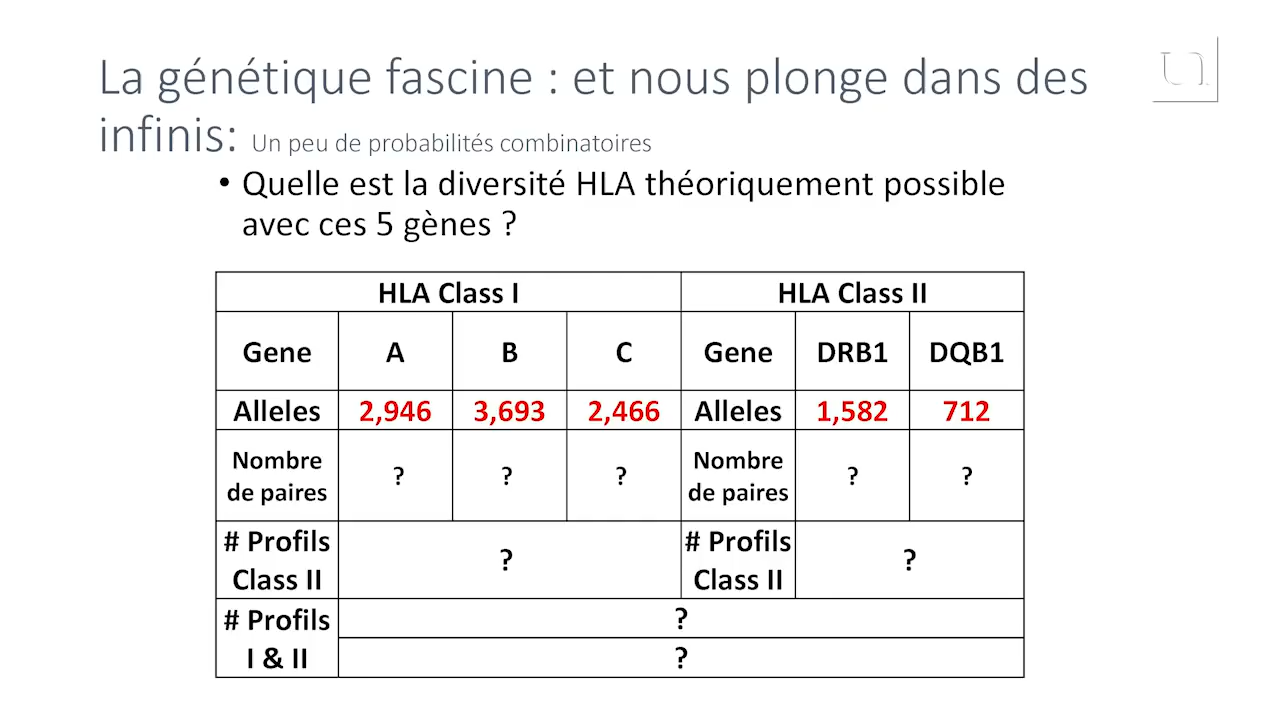 La génétique fascine : et nous plonge dans des
infinis: Un peu de probabilités combinatoires
• Quelle est la diversité HLA théoriquement possible
avec ces 5 gènes ?
HLA Class I HLA Class II
Gene A B C Gene DRB1 DQB1
Alleles 2,946 3,693 2,466 Alleles 1,582 712
Nombre
de paires ? ? ? Nombre
de paires ? ?
# Profils
Class II ? # Profils
Class II ?
# Profils
I & II ?
?